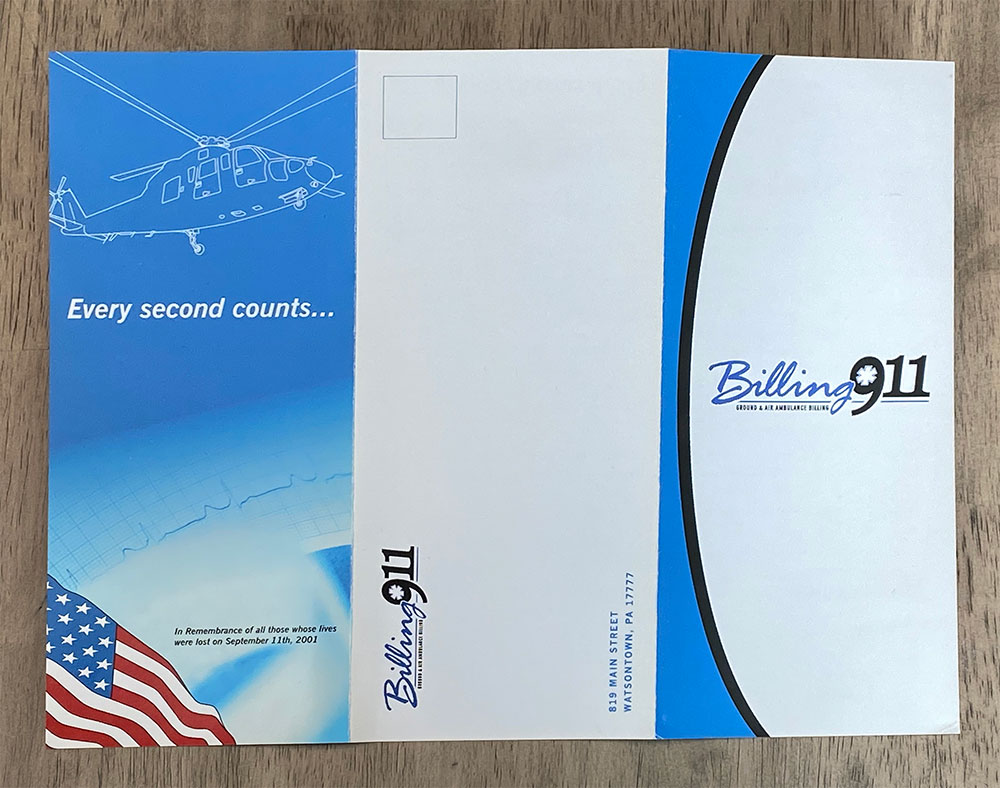 Every second counts...
In Remembrance of all those whose lives
were lost on September 11th, 2001
Billing911
GROUND & AIR AMBULANCE BILLING
819 MAIN STREET
WATSONTOWN, PA 17777
Billing911
GROUND & AIR AMBULANCE BILLING